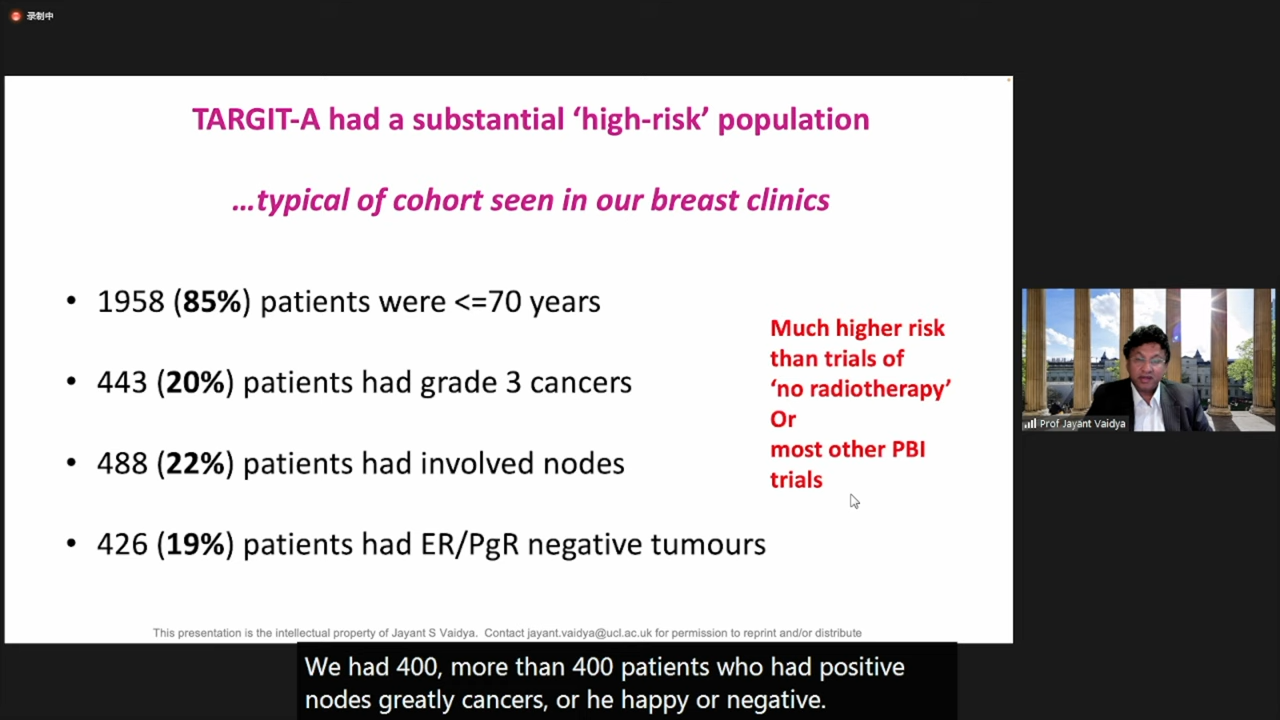 录制中
TARGIT-A had a substantial ‘high-risk’ population
…typical of cohort seen in our breast clinics
• 1958 (85%) patients were <=70 years
• 443 (20%) patients had grade 3 cancers
• 488 (22%) patients had involved nodes
• 426 (19%) patients had ER/PgR negative tumours
Much higher risk
than trials of
‘no radiotherapy’
Or
most other PBI
trials
Prof Jayant Vaidya
This presentation is the intellectual property of Jayant S Vaidya. Contact jayant.vaidya@ucl.ac.uk for permission to reprint and/or distribute
We had 400, more than 400 patients who had positive
nodes greatly cancers, or he happy or negative.